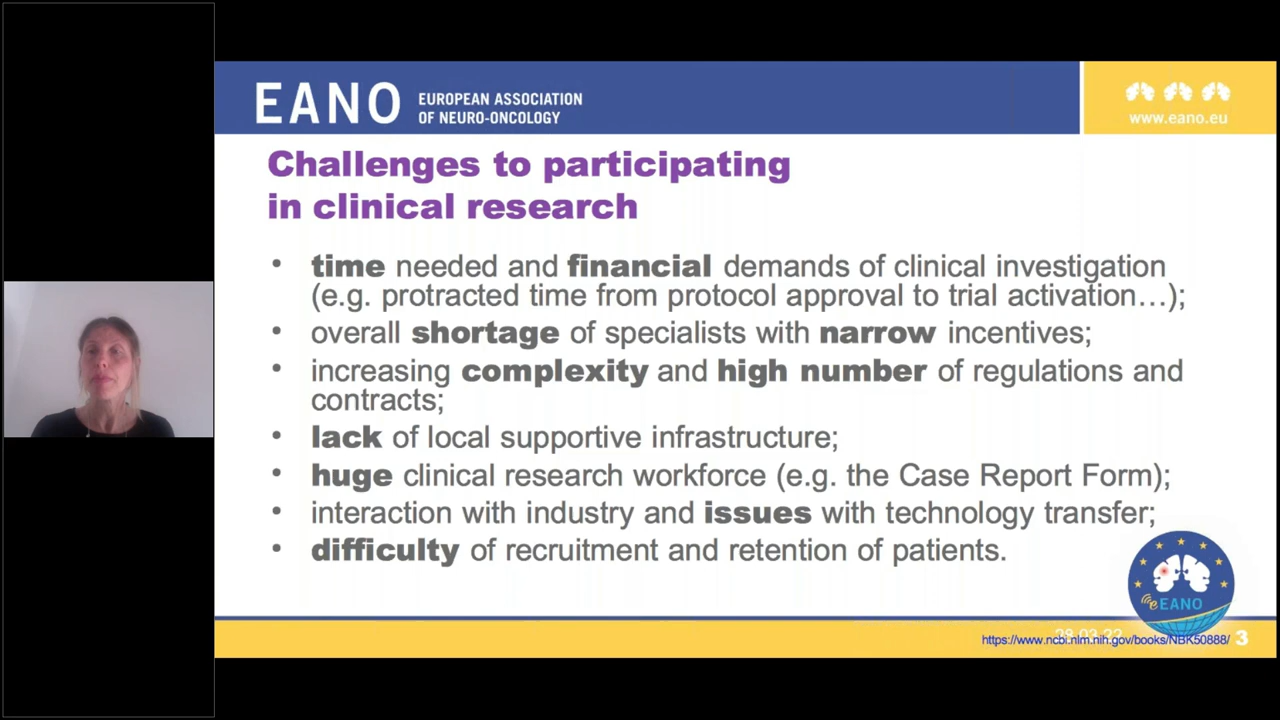 EANO
EUROPEAN ASSOCIATION
OF NEURO-ONCOLOGY
www.eano.eu
Challenges to participating
in clinical research
• time needed and financial demands of clinical investigation
(e.g. protracted time from protocol approval to trial activation…);
• overall shortage of specialists with narrow incentives;
• increasing complexity and high number of regulations and
contracts;
• lack of local supportive infrastructure;
• huge clinical research workforce (e.g. the Case Report Form);
• interaction with industry and issues with technology transfer;
• difficulty of recruitment and retention of patients.
eEANO
https://www.ncbi.nlm.nih.gov/books/NBK50888/
3